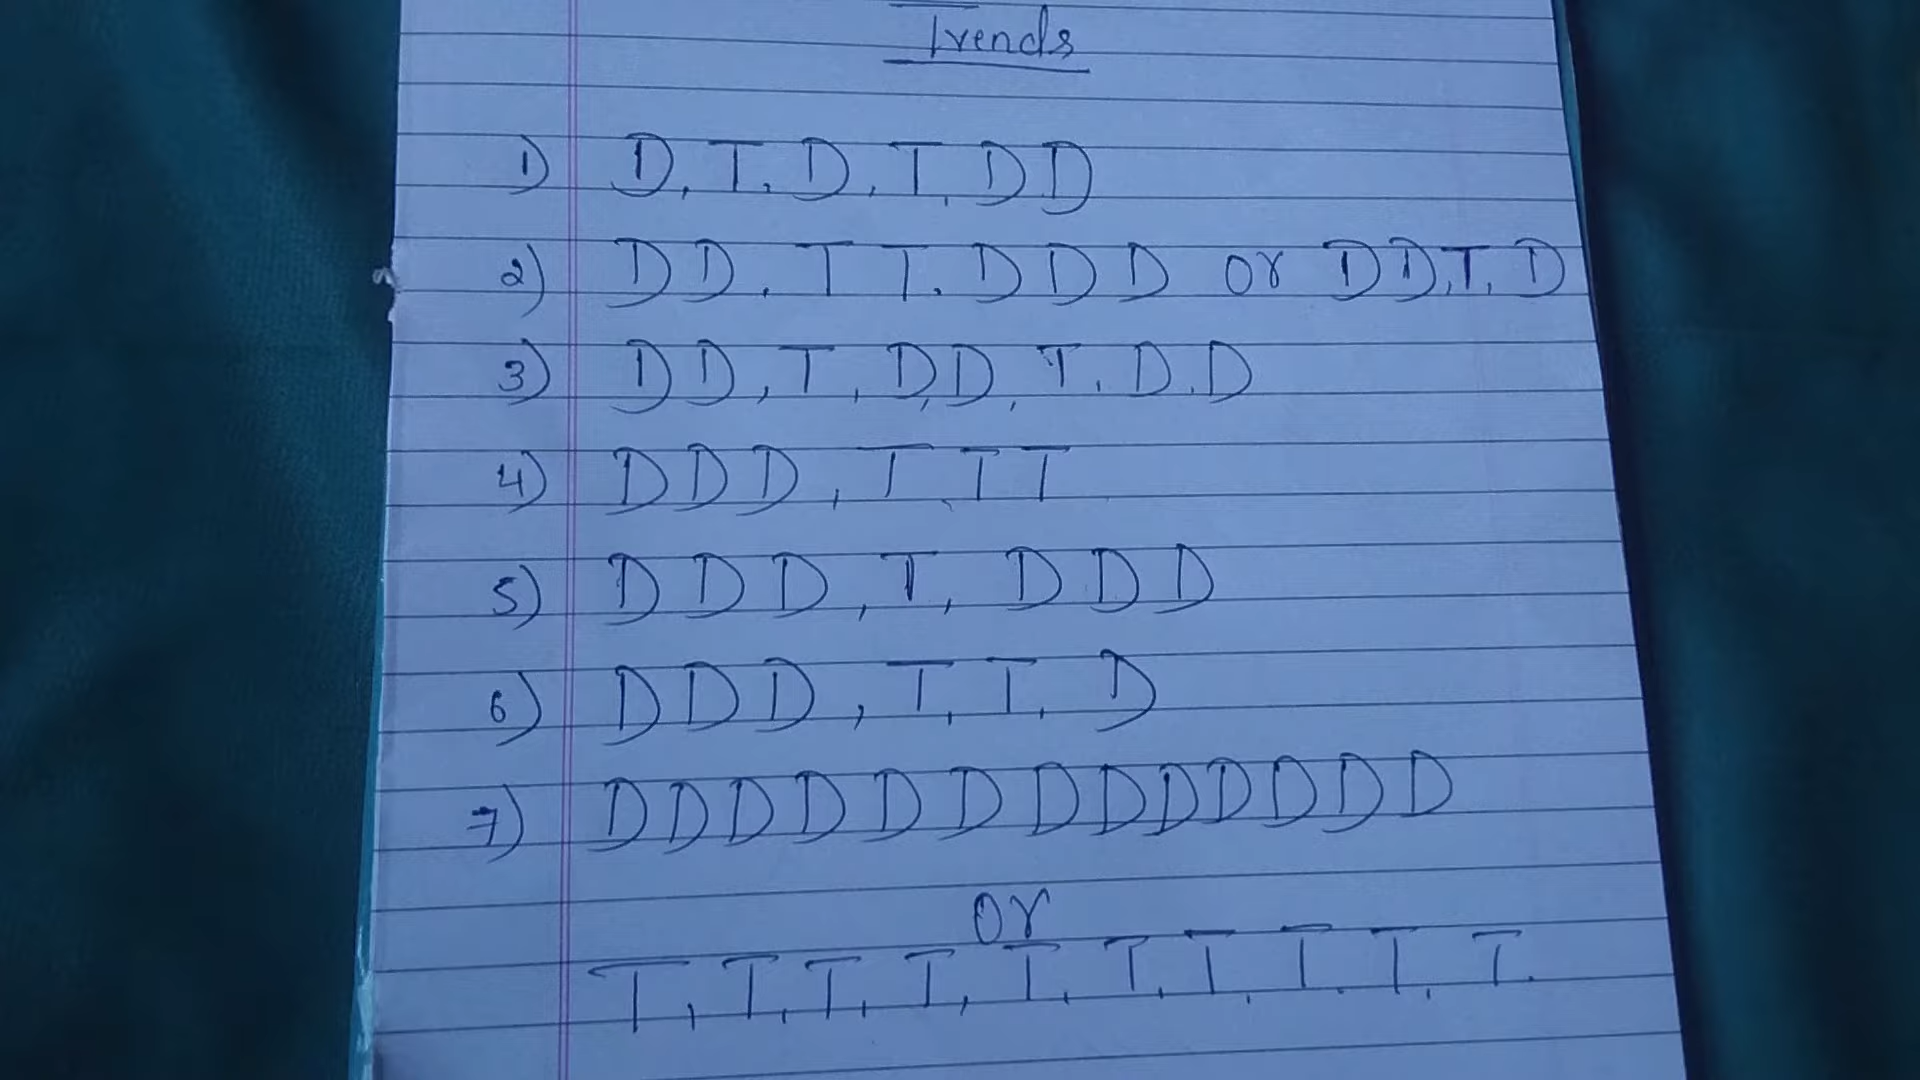 Trends
1) D, T, D, T, D D
2) D D, T T, D D D or D D, T, D
3) D D, T, D, D, T, D, D
4) D D D, T, T T
5) D D D, T, D D D
6) D D D, T, T, D
7) D D D D D D D D D D D D D
or
T, T, T, T, T, T, T, T, T, T.